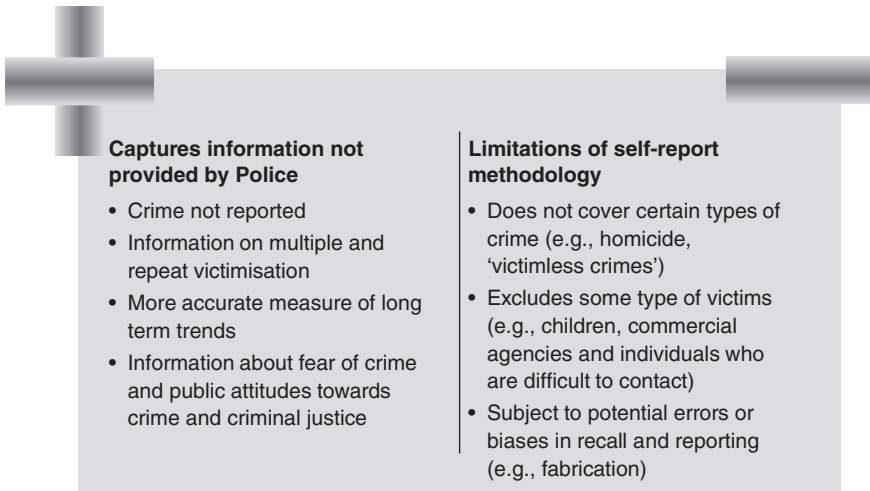 Captures information not
provided by Police
• Crime not reported
• Information on multiple and
repeat victimisation
• More accurate measure of long
term trends
• Information about fear of crime
and public attitudes towards
crime and criminal justice
Limitations of self-report
methodology
• Does not cover certain types of
crime (e.g., homicide,
‘victimless crimes’)
• Excludes some type of victims
(e.g., children, commercial
agencies and individuals who
are difficult to contact)
• Subject to potential errors or
biases in recall and reporting
(e.g., fabrication)